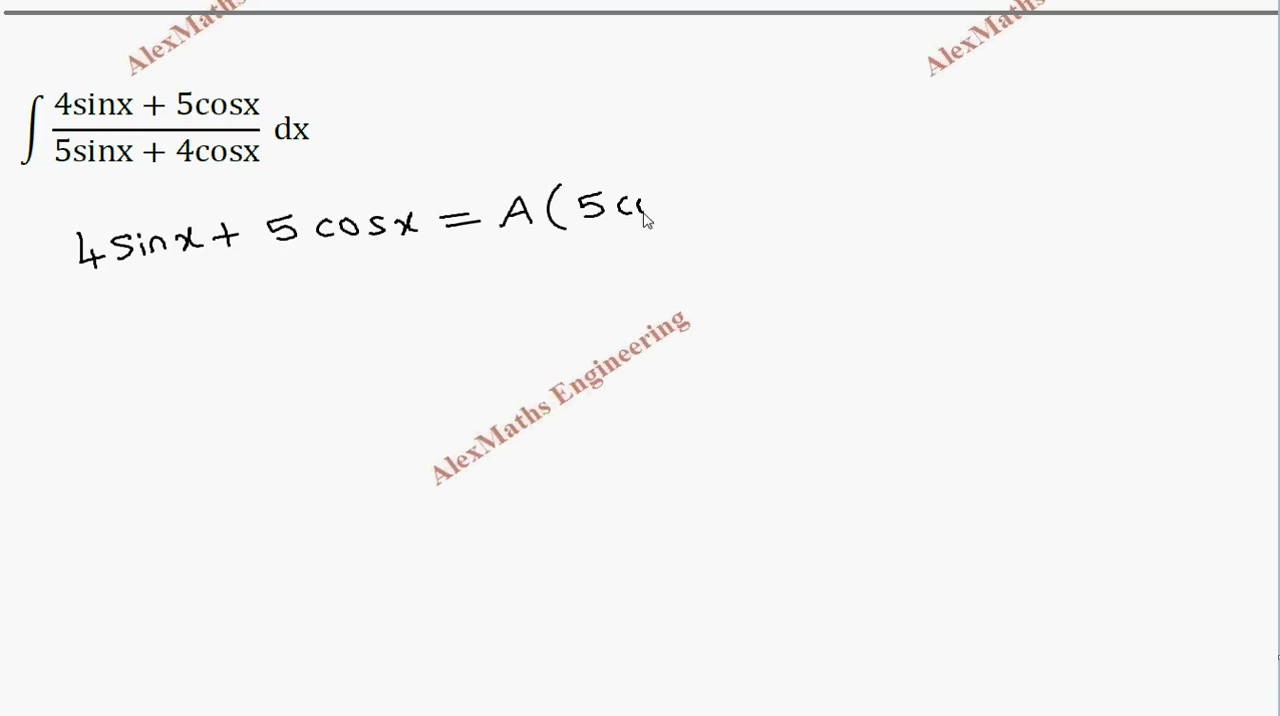 AlexMaths
AlexMaths
∫ (4sinx + 5cosx)/(5sinx + 4cosx) dx
4sinx + 5cosx = A(5c
AlexMaths Engineering